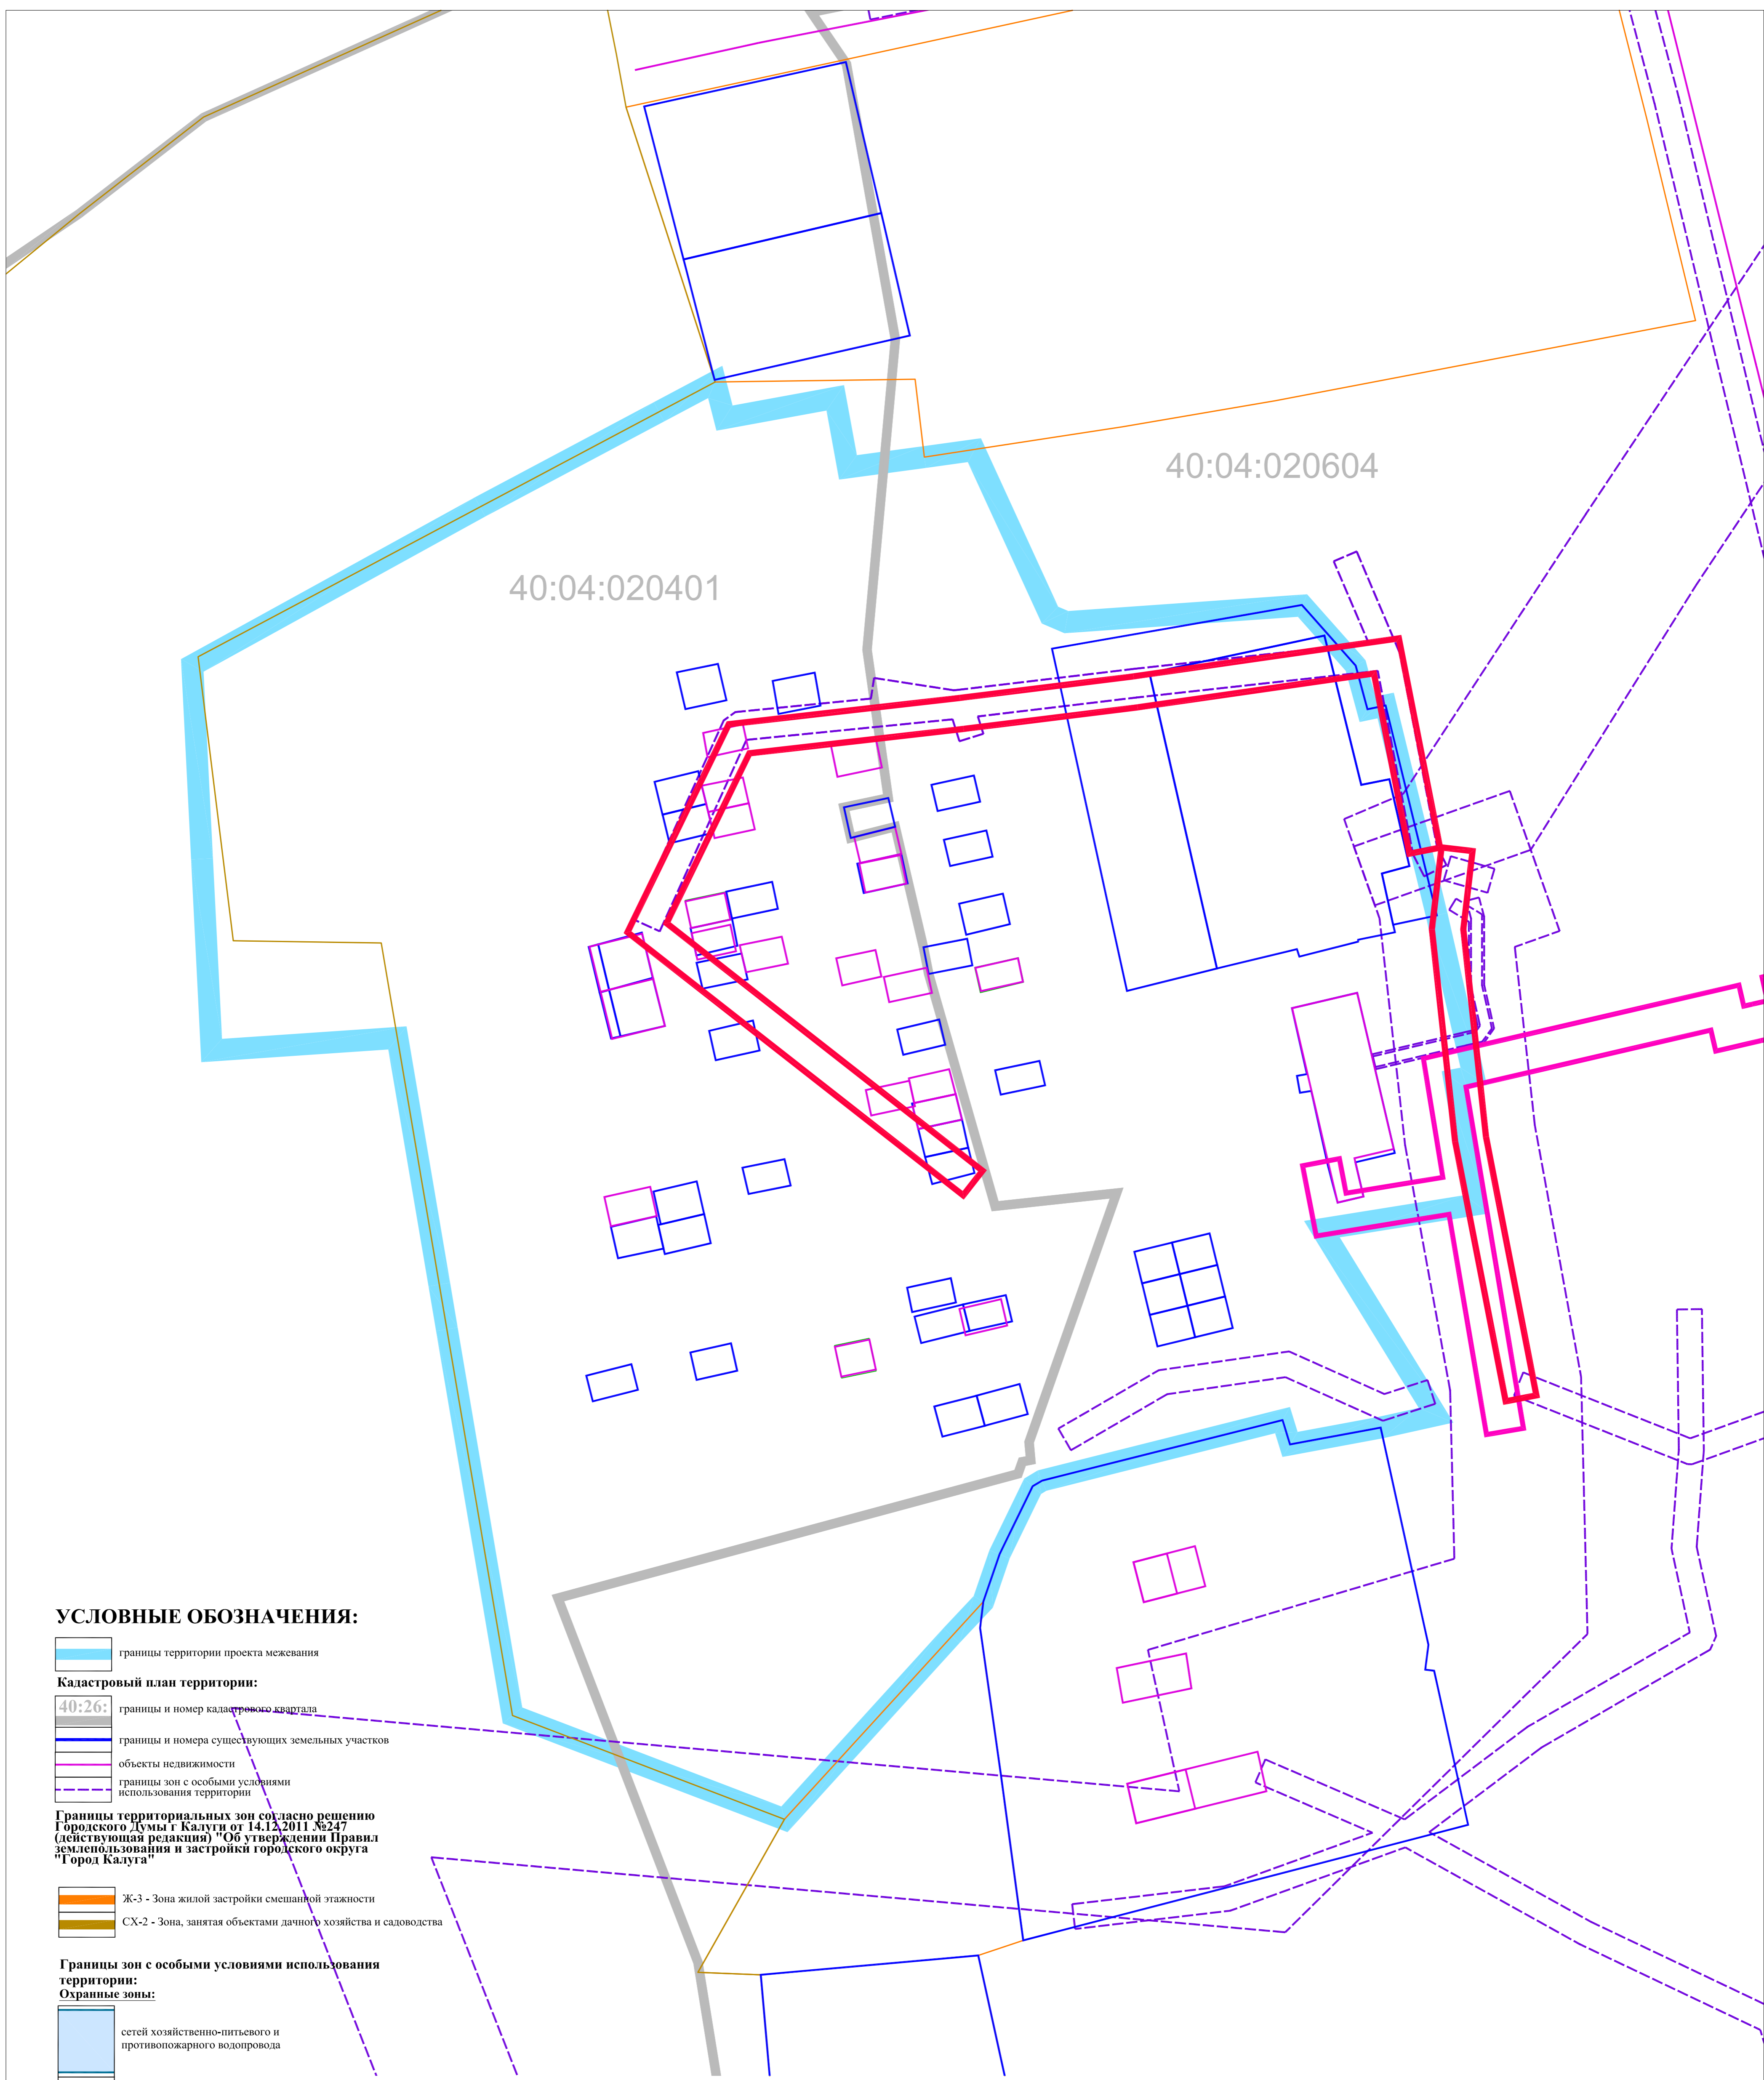 40:04:020604
40:04:020401
УСЛОВНЫЕ ОБОЗНАЧЕНИЯ:
границы территории проекта межевания
Кадастровый план территории:
40:26:
границы и номер кадастрового квартала
границы и номера существующих земельных участков
объекты недвижимости
границы зон с особыми условиями
использования территории
Границы территориальных зон согласно решению
Городского Думы г Калуги от 14.12.2011 №247
(действующая редакция) "Об утверждении Правил
землепользования и застройки городского округа
"Город Калуга"
Ж-3 - Зона жилой застройки смешанной этажности
СХ-2 - Зона, занятая объектами дачного хозяйства и садоводства
Границы зон с особыми условиями использования
территории:
Охранные зоны:
сетей хозяйственно-питьевого и
противопожарного водопровода